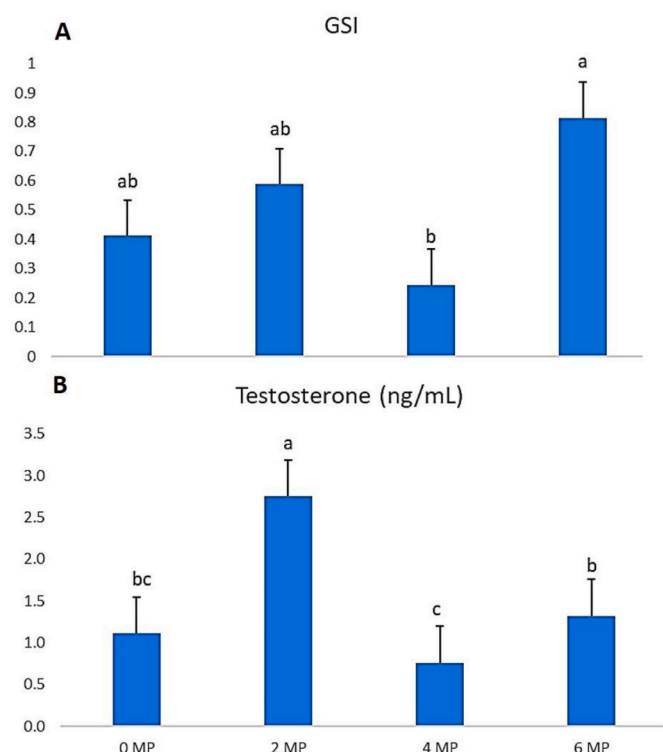 A
GSI
1
0.9
0.8
0.7
0.6
0.5
0.4
0.3
0.2
0.1
0
ab
ab
b
a
B
Testosterone (ng/mL)
3.5
3.0
2.5
2.0
1.5
1.0
0.5
0.0
bc
a
c
b
0 MP 2 MP 4 MP 6 MP